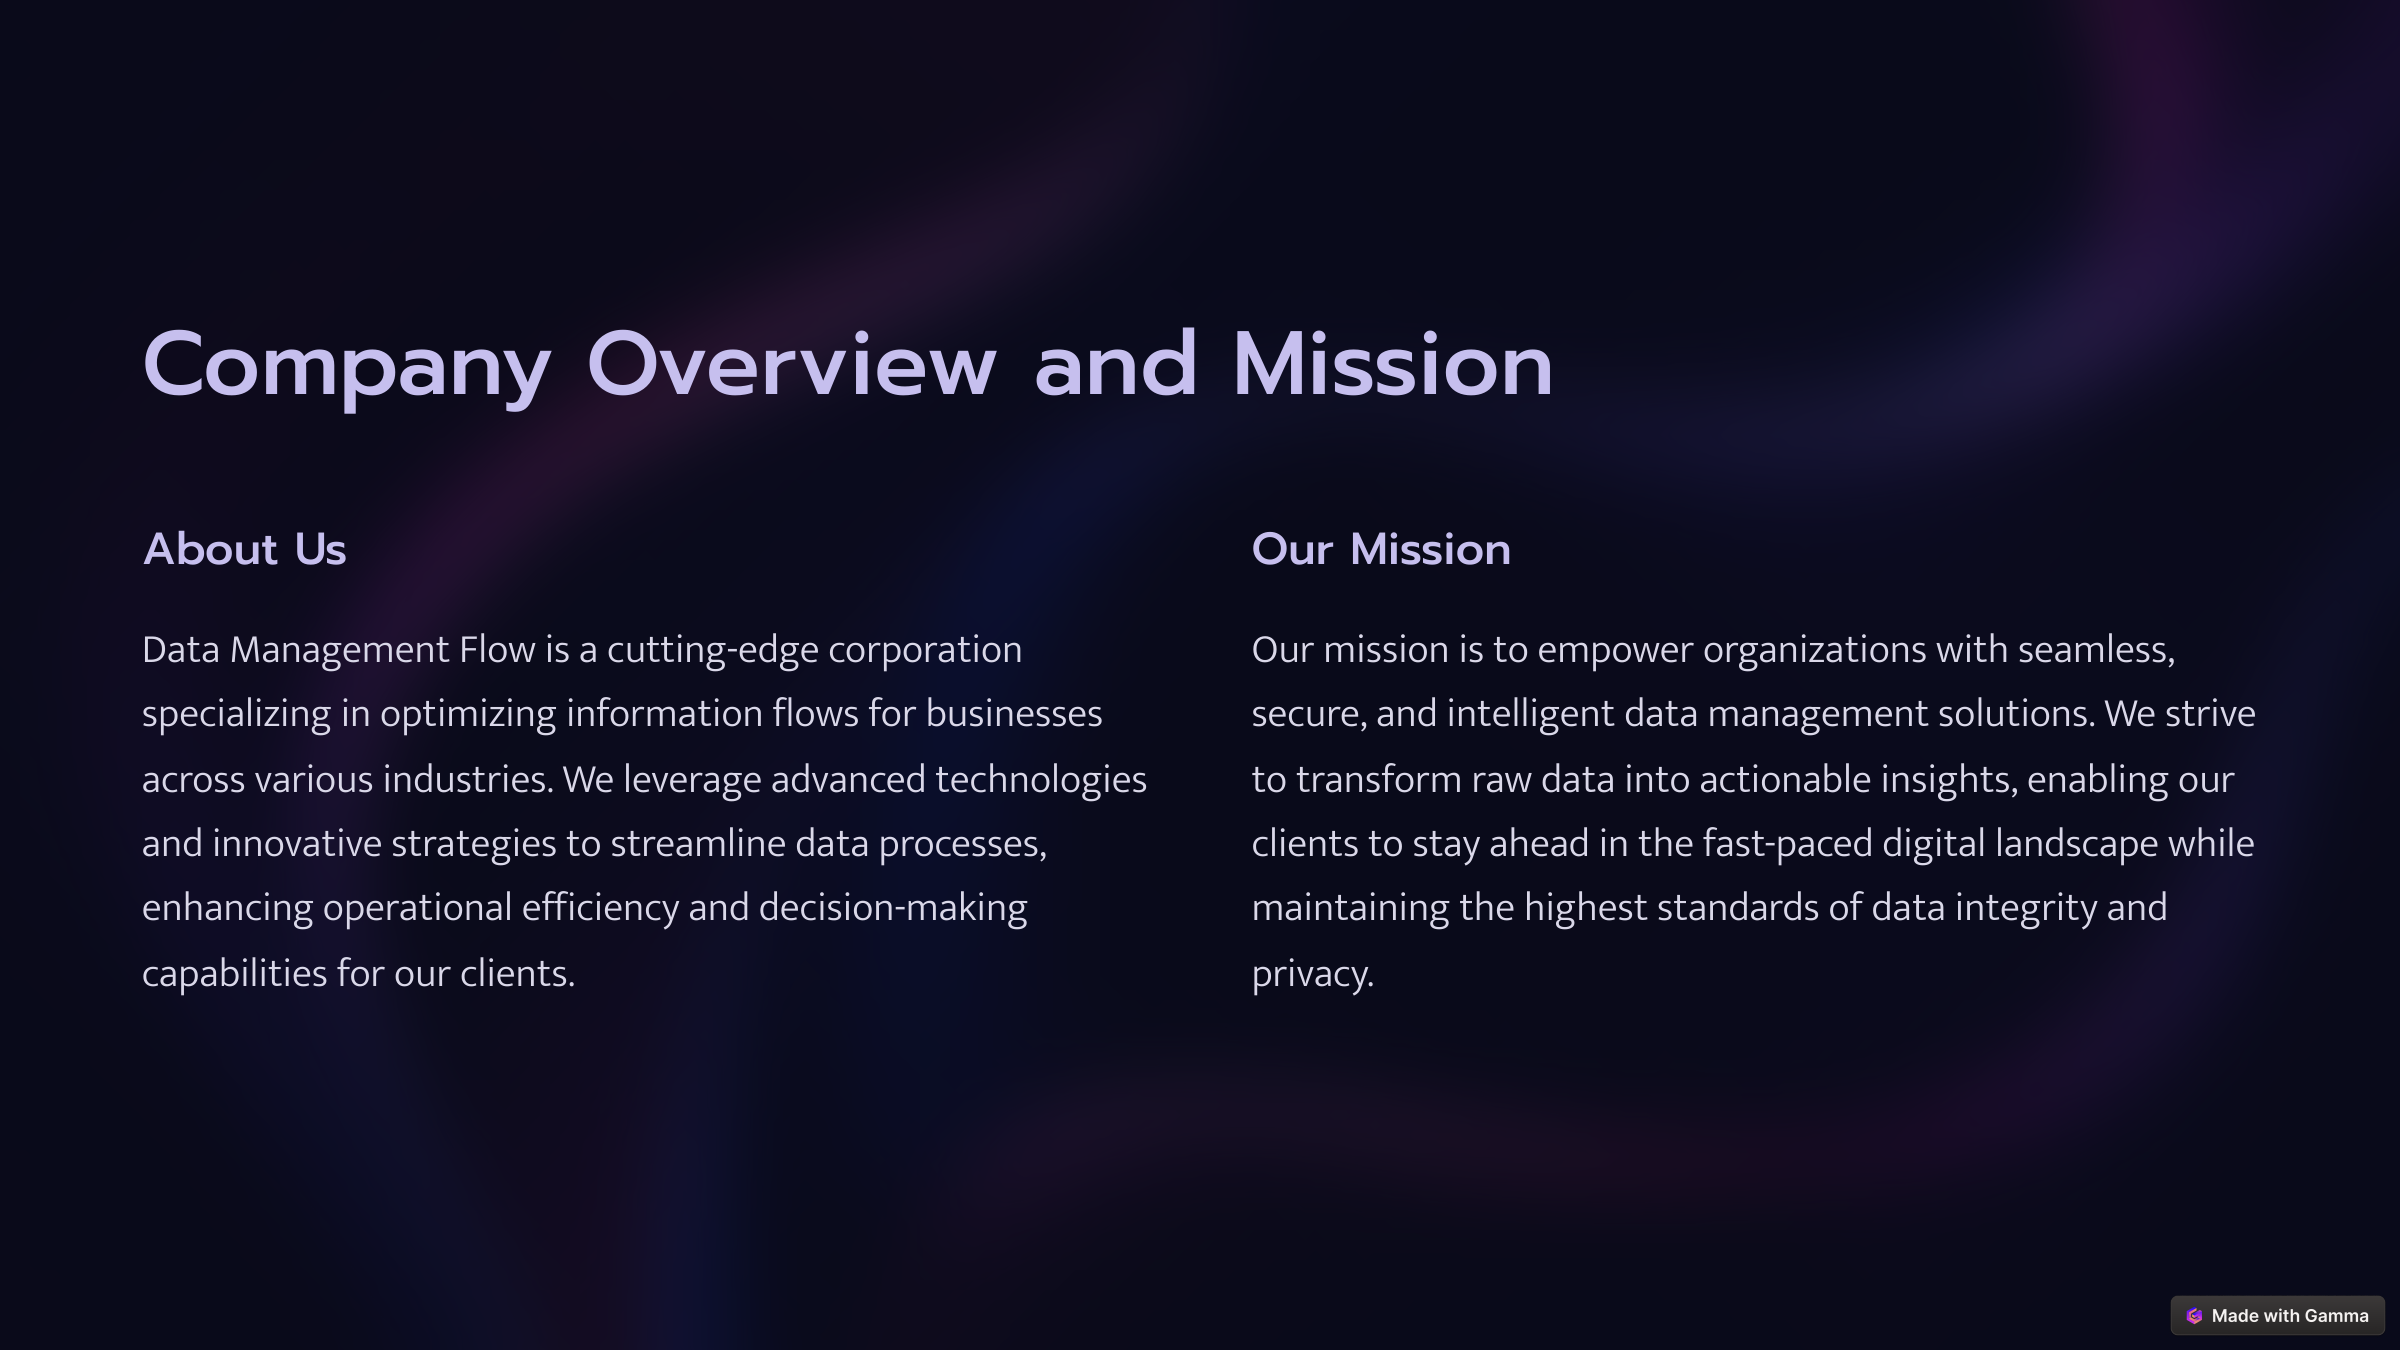 Company Overview and Mission
About Us
Data Management Flow is a cutting-edge corporation
specializing in optimizing information flows for businesses
across various industries. We leverage advanced technologies
and innovative strategies to streamline data processes,
enhancing operational efficiency and decision-making
capabilities for our clients.
Our Mission
Our mission is to empower organizations with seamless,
secure, and intelligent data management solutions. We strive
to transform raw data into actionable insights, enabling our
clients to stay ahead in the fast-paced digital landscape while
maintaining the highest standards of data integrity and
privacy.
Made with Gamma